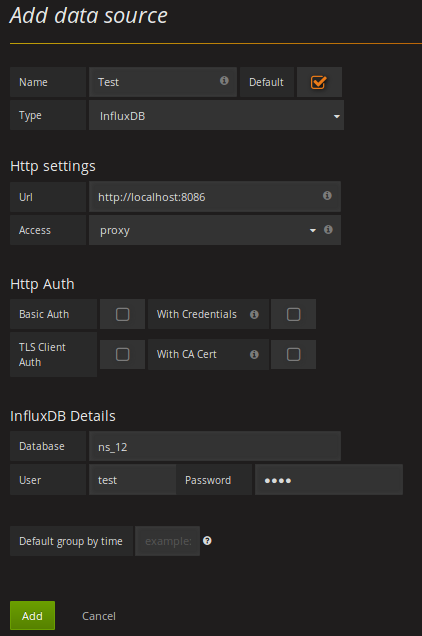 Add data source
Name Test Default
Type InfluxDB
Http settings
Url http://localhost:8086
Access proxy
Http Auth
Basic Auth With Credentials
TLS Client
Auth
With CA Cert
InfluxDB Details
Database ns_12
User test Password ••••
Default group by time example:
Add Cancel